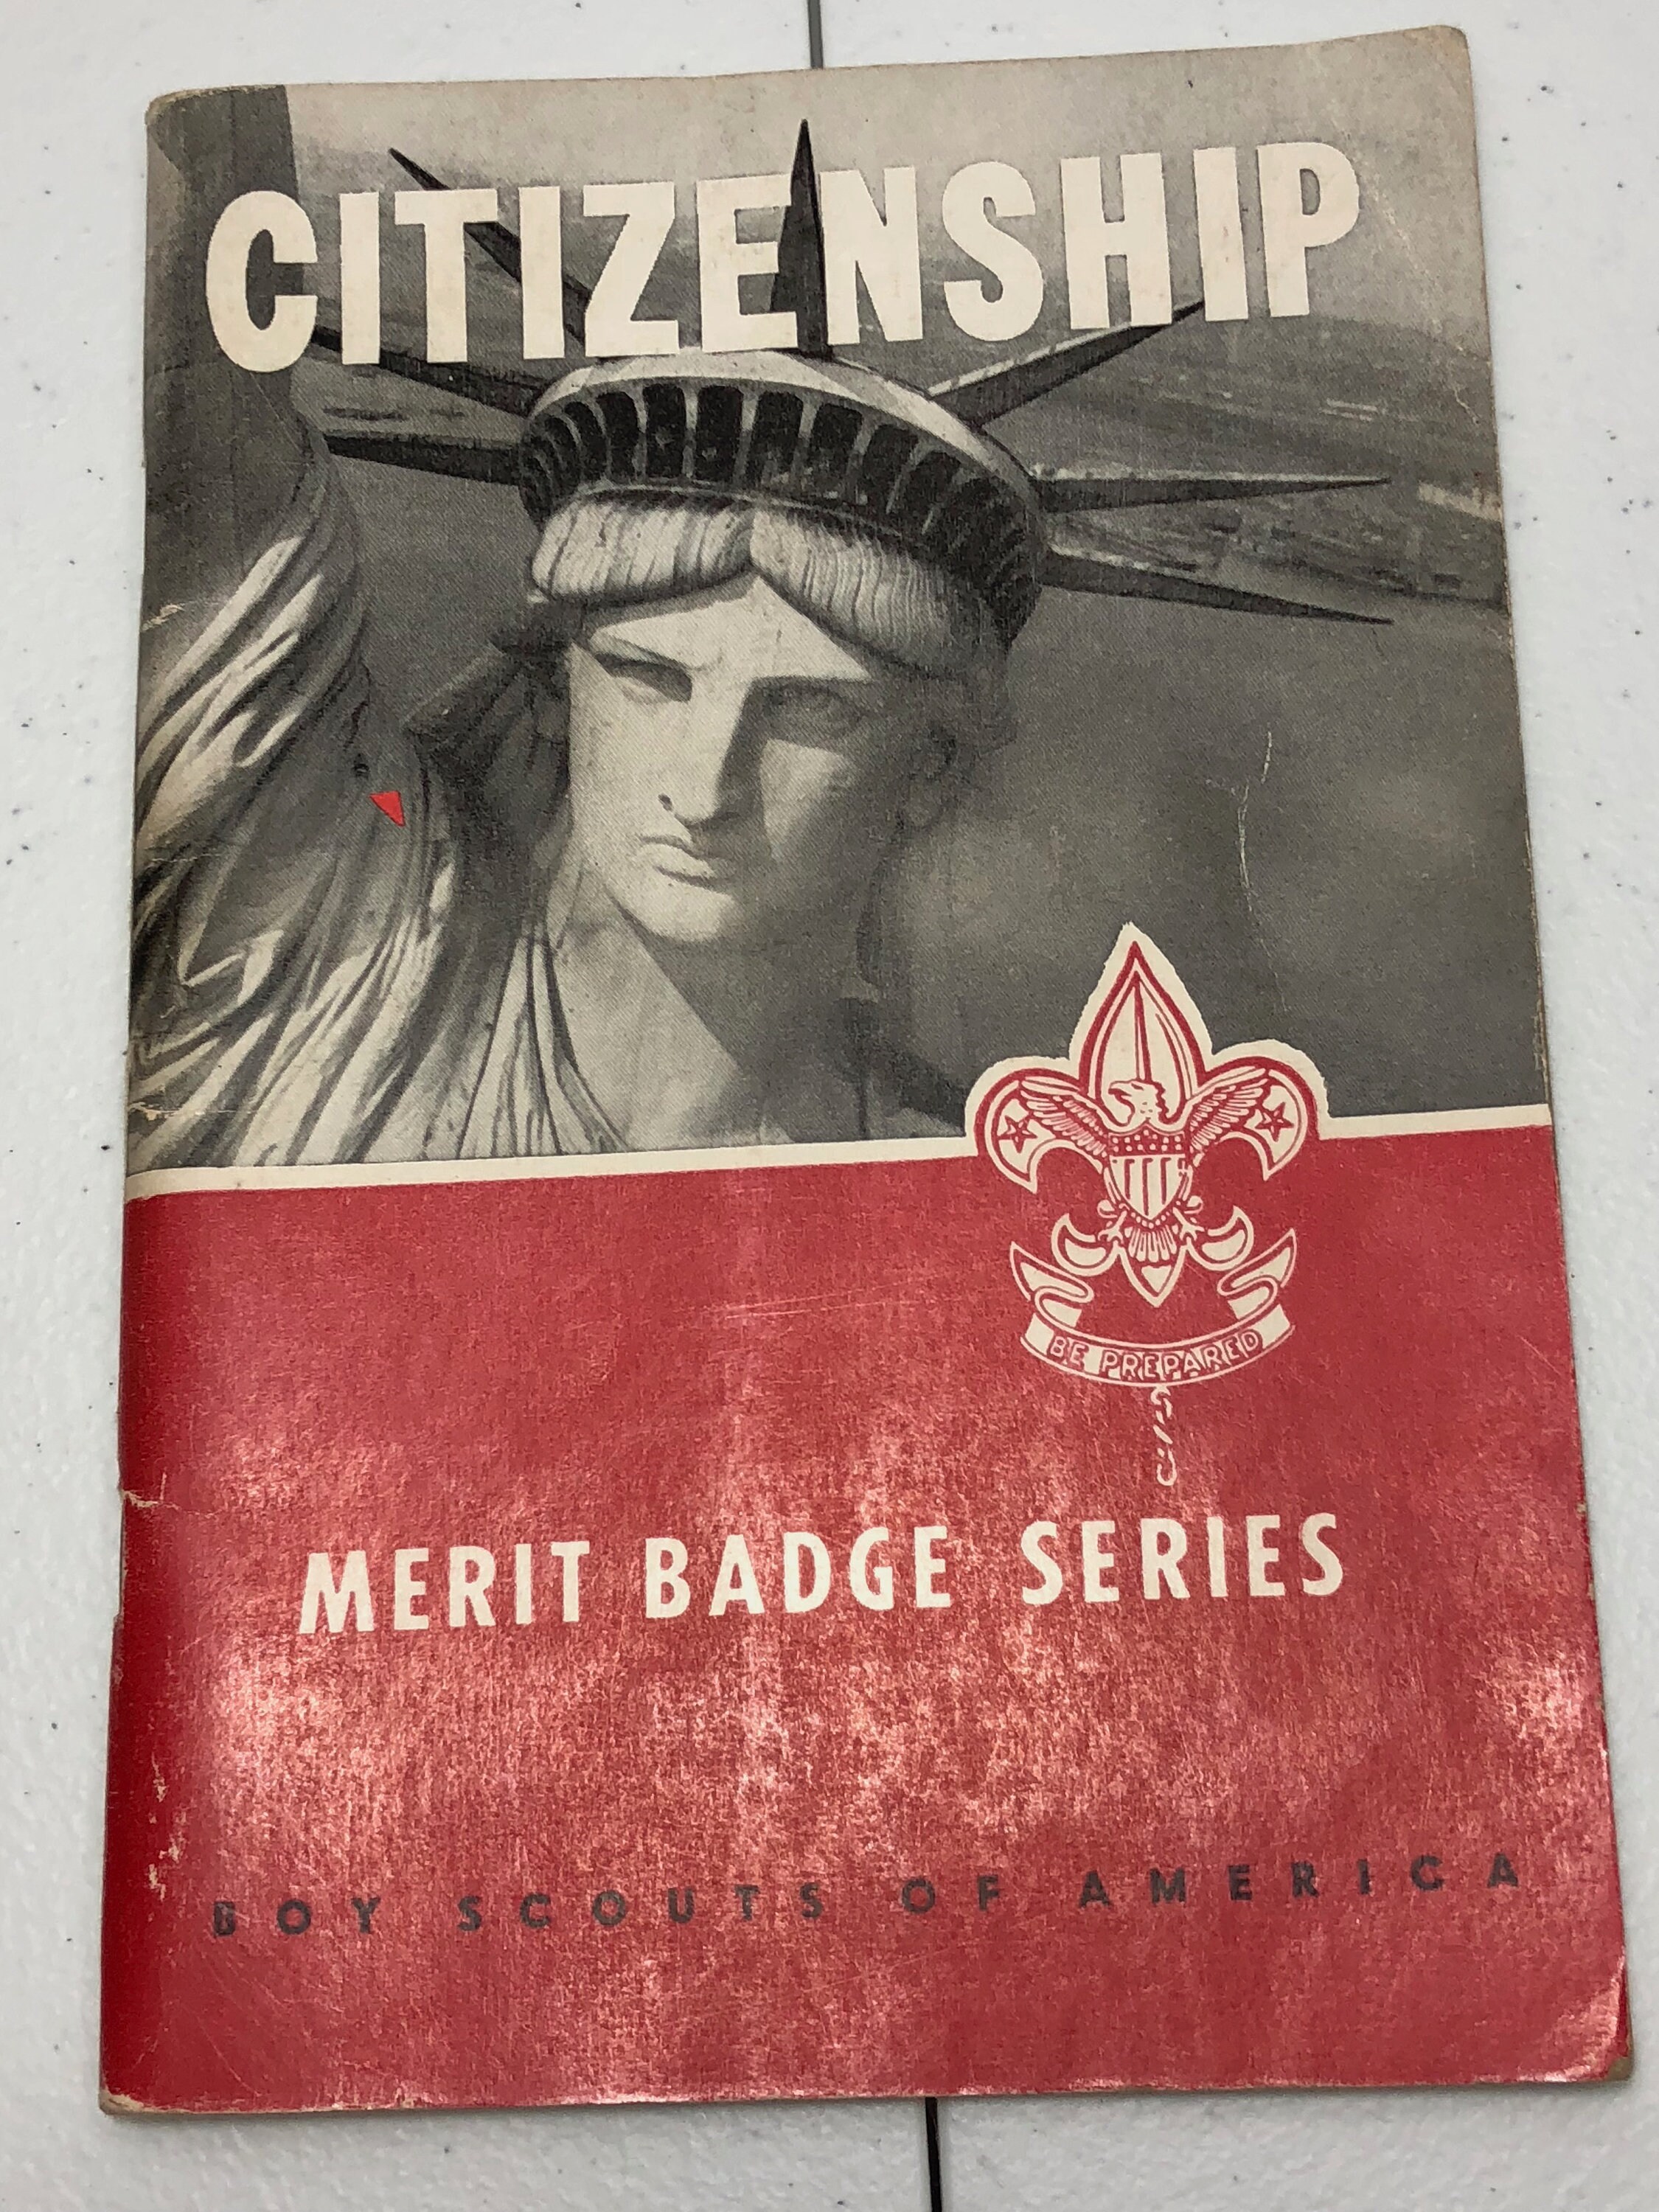 CITIZENSHIP
BE PREPARED
MERIT BADGE SERIES
BOY SCOUTS OF AMERICA